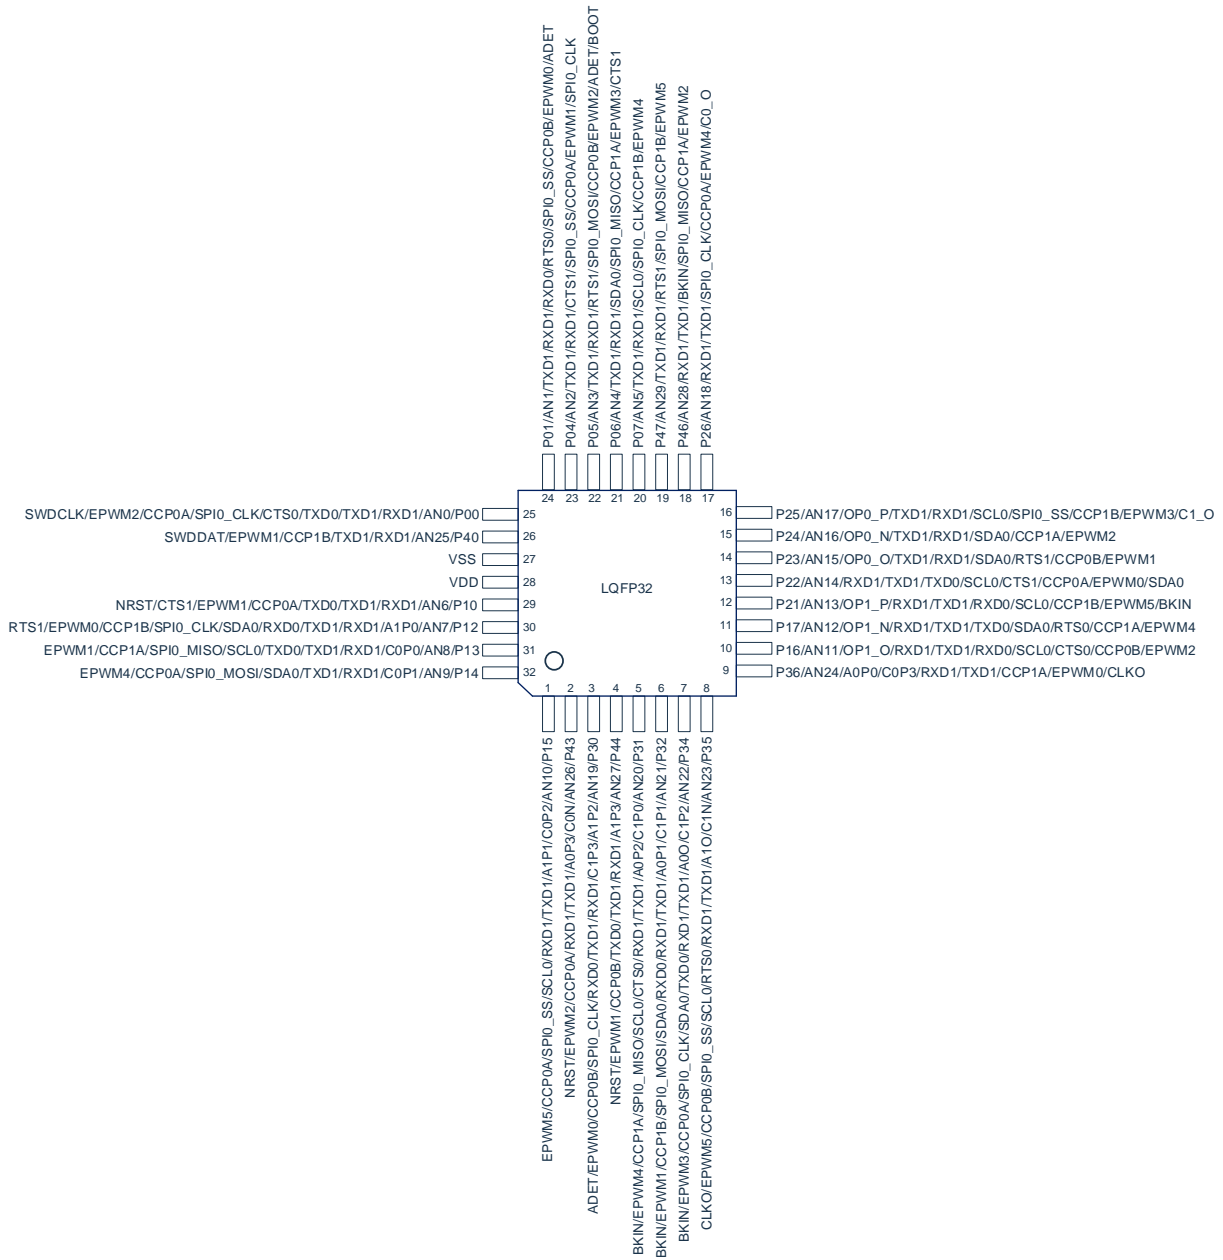 P01/AN1/TXD1/RXD1/RXD0/RTS0/SPI0_SS/CCP0B/EPWM0/ADET
P04/AN2/TXD1/RXD1/CTS1/SPI0_SS/CCP0A/EPWM1/SPI0_CLK
P05/AN3/TXD1/RXD1/RTS1/SPI0_MOSI/CCP0B/EPWM2/ADET/BOOT
P06/AN4/TXD1/RXD1/SDA0/SPI0_MISO/CCP1A/EPWM3/CTS1
P07/AN5/TXD1/RXD1/SCL0/SPI0_CLK/CCP1B/EPWM4
P47/AN29/TXD1/RXD1/RTS1/SPI0_MOSI/CCP1B/EPWM5
P46/AN28/RXD1/TXD1/BKIN/SPI0_MISO/CCP1A/EPWM2
P26/AN18/RXD1/TXD1/SPI0_CLK/CCP0A/EPWM4/C0_O
24 23 22 21 20 19 18 17
SWDCLK/EPWM2/CCP0A/SPI0_CLK/CTS0/TXD0/TXD1/RXD1/AN0/P00 25
SWDDAT/EPWM1/CCP1B/TXD1/RXD1/AN25/P40 26
VSS 27
VDD 28
NRST/CTS1/EPWM1/CCP0A/TXD0/TXD1/RXD1/AN6/P10 29
RTS1/EPWM0/CCP1B/SPI0_CLK/SDA0/RXD0/TXD1/RXD1/A1P0/AN7/P12 30
EPWM1/CCP1A/SPI0_MISO/SCL0/TXD0/TXD1/RXD1/C0P0/AN8/P13 31
EPWM4/CCP0A/SPI0_MOSI/SDA0/TXD1/RXD1/C0P1/AN9/P14 32
LQFP32
16 P25/AN17/OP0_P/TXD1/RXD1/SCL0/SPI0_SS/CCP1B/EPWM3/C1_O
15 P24/AN16/OP0_N/TXD1/RXD1/SDA0/CCP1A/EPWM2
14 P23/AN15/OP0_O/TXD1/RXD1/SDA0/RTS1/CCP0B/EPWM1
13 P22/AN14/RXD1/TXD1/TXD0/SCL0/CTS1/CCP0A/EPWM0/SDA0
12 P21/AN13/OP1_P/RXD1/TXD1/RXD0/SCL0/CCP1B/EPWM5/BKIN
11 P17/AN12/OP1_N/RXD1/TXD1/TXD0/SDA0/RTS0/CCP1A/EPWM4
10 P16/AN11/OP1_O/RXD1/TXD1/RXD0/SCL0/CTS0/CCP0B/EPWM2
9 P36/AN24/A0P0/C0P3/RXD1/TXD1/CCP1A/EPWM0/CLKO
1 2 3 4 5 6 7 8
EPWM5/CCP0A/SPI0_SS/SCL0/RXD1/TXD1/A1P1/C0P2/AN10/P15
NRST/EPWM2/CCP0A/RXD1/TXD1/A0P3/C0N/AN26/P43
ADET/EPWM0/CCP0B/SPI0_CLK/RXD0/TXD1/RXD1/C1P3/A1P2/AN19/P30
NRST/EPWM1/CCP0B/TXD0/TXD1/RXD1/A1P3/AN27/P44
BKIN/EPWM4/CCP1A/SPI0_MISO/SCL0/CTS0/RXD1/TXD1/A0P2/C1P0/AN20/P31
BKIN/EPWM1/CCP1B/SPI0_MOSI/SDA0/RXD0/RXD1/TXD1/A0P1/C1P1/AN21/P32
BKIN/EPWM3/CCP0A/SPI0_CLK/SDA0/TXD0/RXD1/TXD1/A0O/C1P2/AN22/P34
CLKO/EPWM5/CCP0B/SPI0_SS/SCL0/RTS0/RXD1/TXD1/A1O/C1N/AN23/P35